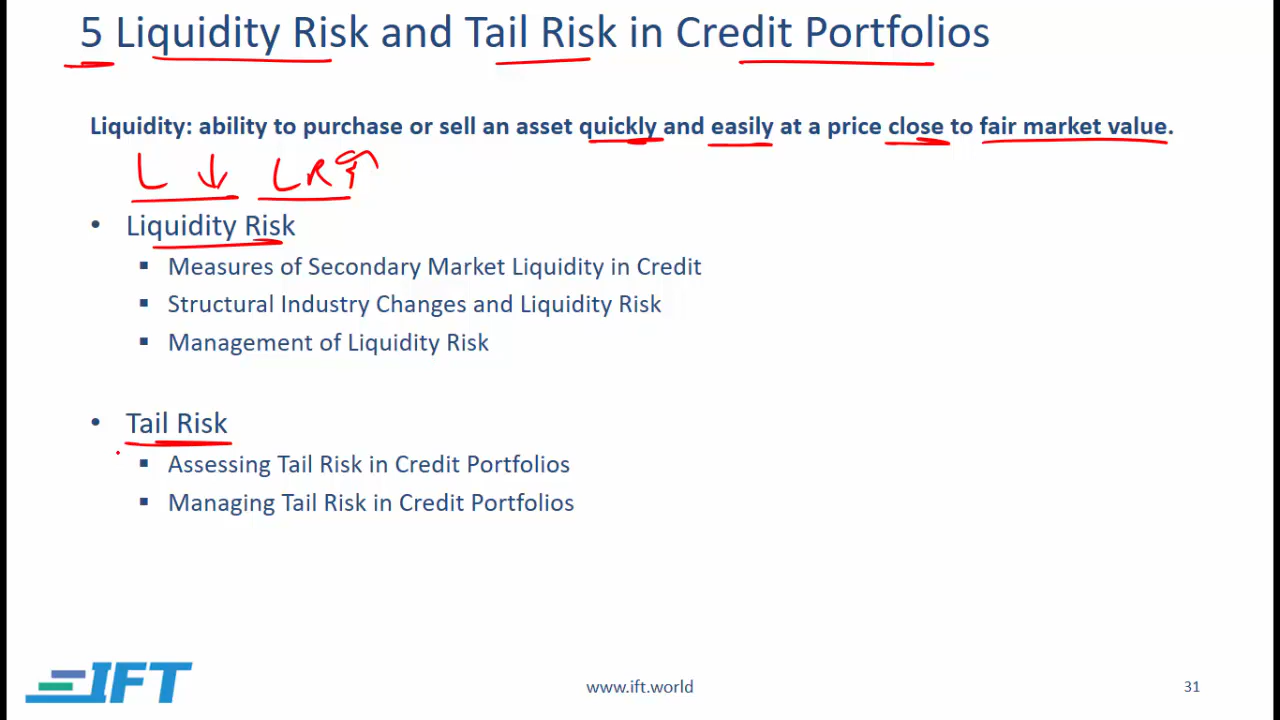 5 Liquidity Risk and Tail Risk in Credit Portfolios
Liquidity: ability to purchase or sell an asset quickly and easily at a price close to fair market value.
L ↓ LR ↑
• Liquidity Risk
▪ Measures of Secondary Market Liquidity in Credit
▪ Structural Industry Changes and Liquidity Risk
▪ Management of Liquidity Risk
• Tail Risk
▪ Assessing Tail Risk in Credit Portfolios
▪ Managing Tail Risk in Credit Portfolios
IFT
www.ift.world
31